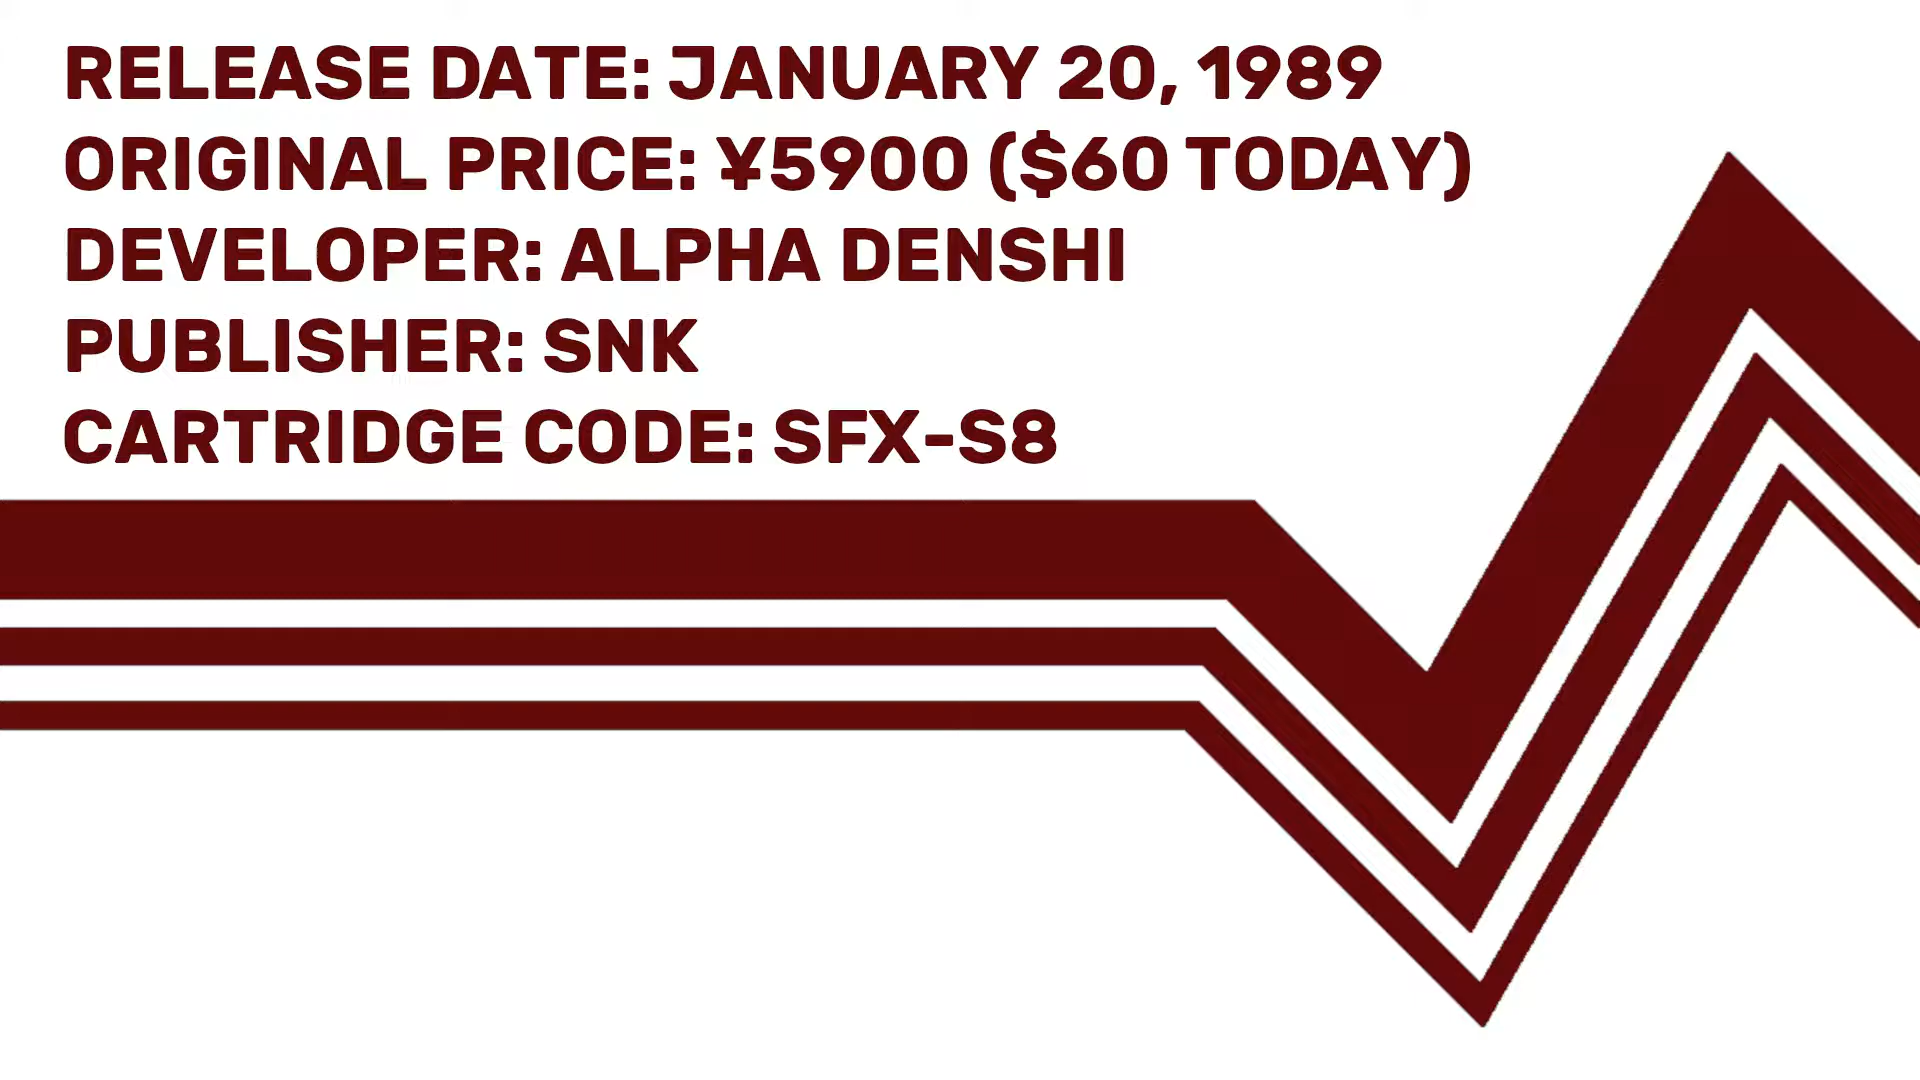 RELEASE DATE: JANUARY 20, 1989
ORIGINAL PRICE: ¥5900 ($60 TODAY)
DEVELOPER: ALPHA DENSHI
PUBLISHER: SNK
CARTRIDGE CODE: SFX-S8